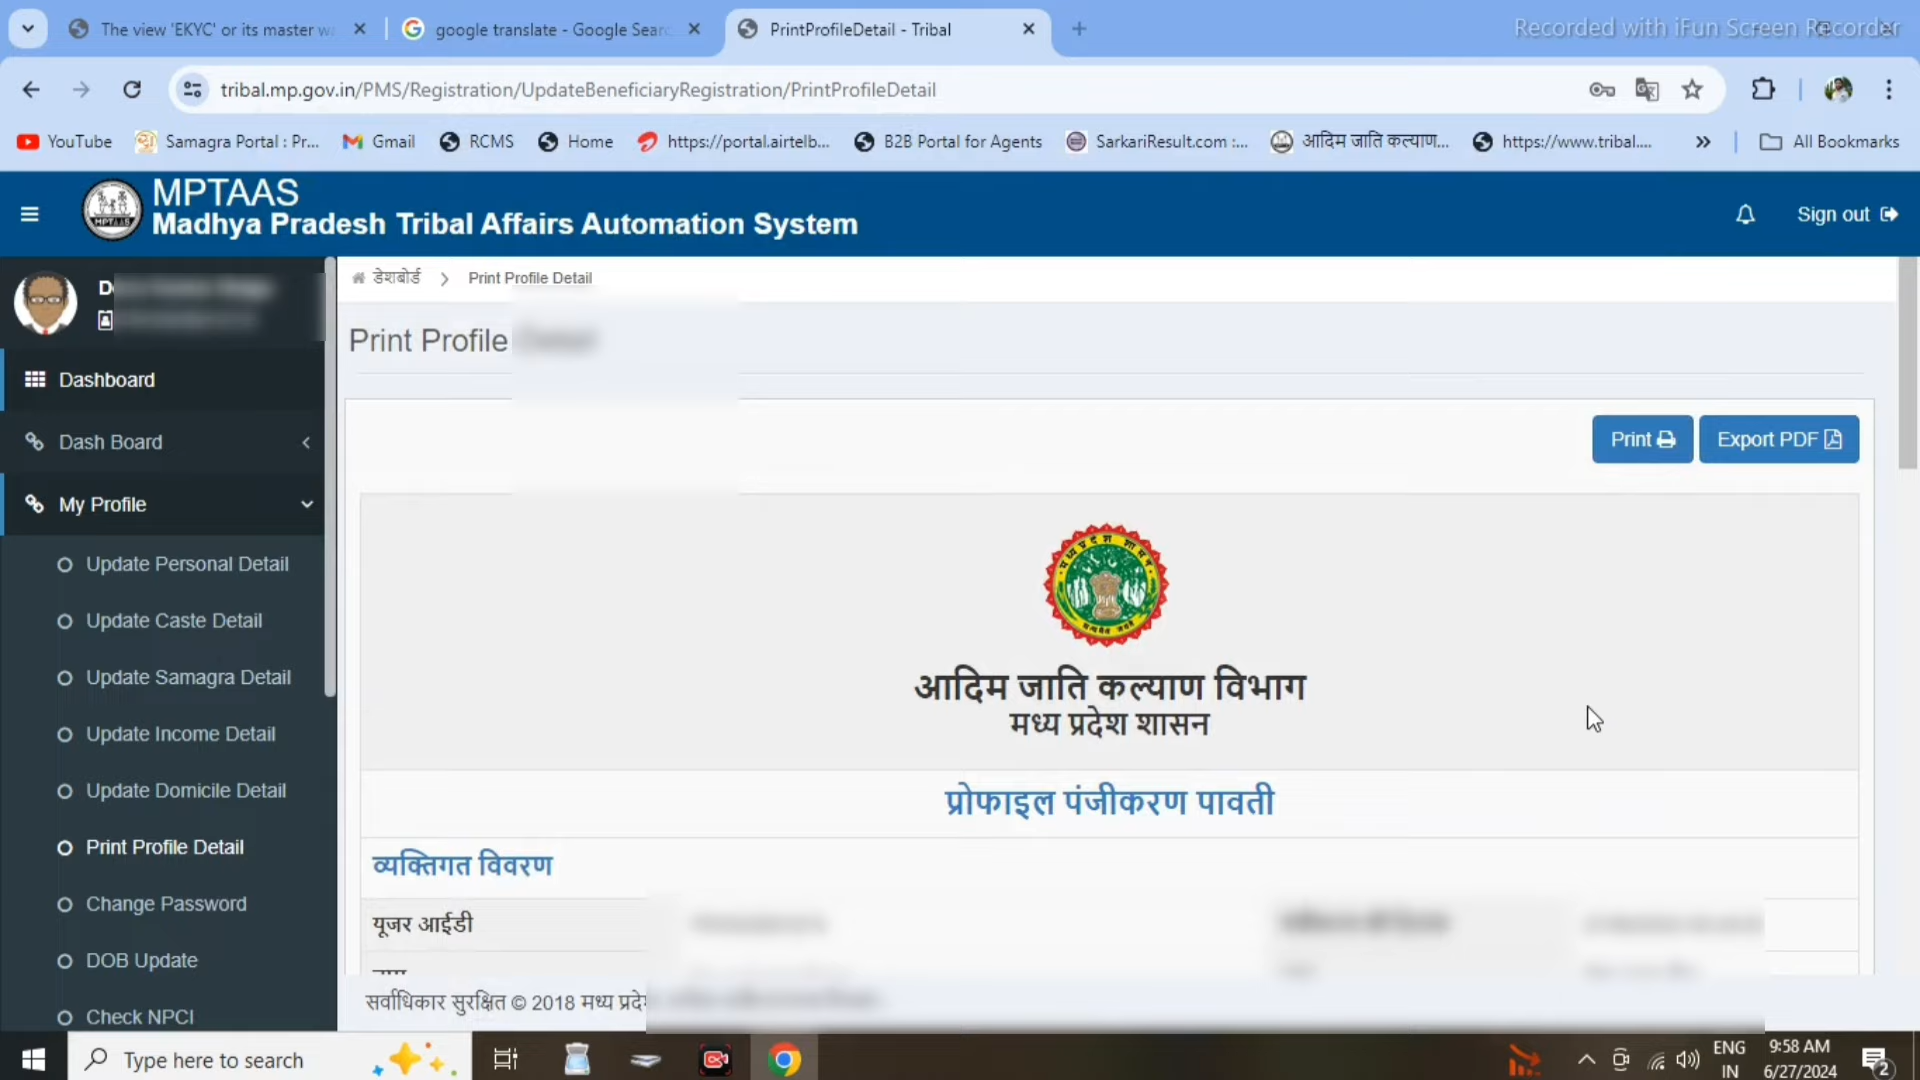 The view 'EKYC' or its master w
google translate - Google Searc
PrintProfileDetail - Tribal
Recorded with iFun Screen Recorder
tribal.mp.gov.in/PMS/Registration/UpdateBeneficiaryRegistration/PrintProfileDetail
YouTube
Samagra Portal : Pr...
Gmail
RCMS
Home
https://portal.airtelb...
B2B Portal for Agents
SarkariResult.com :...
आदिम जाति कल्याण...
https://www.tribal....
All Bookmarks
MPTAAS
Madhya Pradesh Tribal Affairs Automation System
Sign out
डेशबोर्ड
Print Profile Detail
Print Profile
Dashboard
Dash Board
My Profile
Update Personal Detail
Update Caste Detail
Update Samagra Detail
Update Income Detail
Update Domicile Detail
Print Profile Detail
Change Password
DOB Update
Check NPCI
Print
Export PDF
आदिम जाति कल्याण विभाग
मध्य प्रदेश शासन
प्रोफाइल पंजीकरण पावती
व्यक्तिगत विवरण
यूजर आईडी
सर्वाधिकार सुरक्षित © 2018 मध्य प्रदे
Type here to search
ENG
IN
9:58 AM
6/27/2024
2